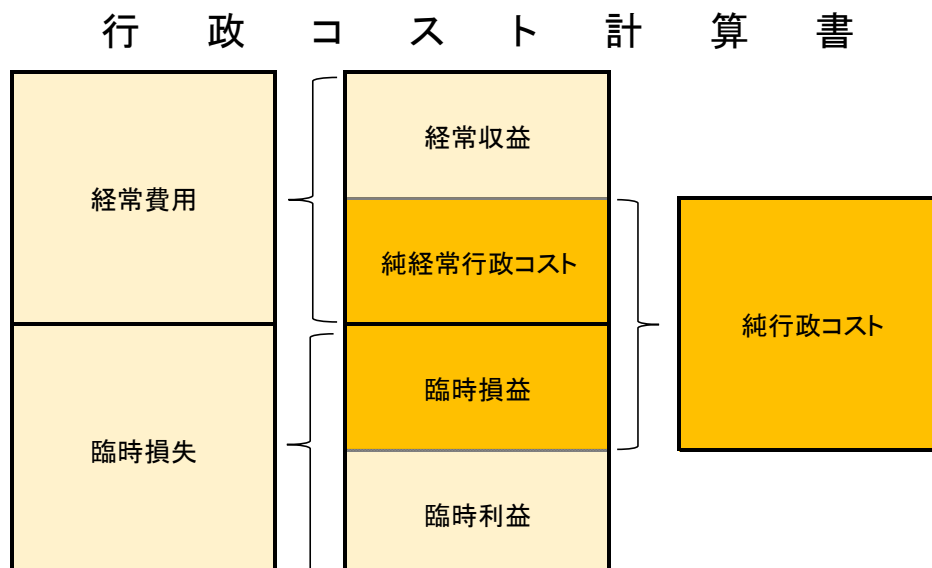 行政コスト計算書
経常費用
臨時損失
経常収益
純経常行政コスト
臨時損益
臨時利益
純行政コスト